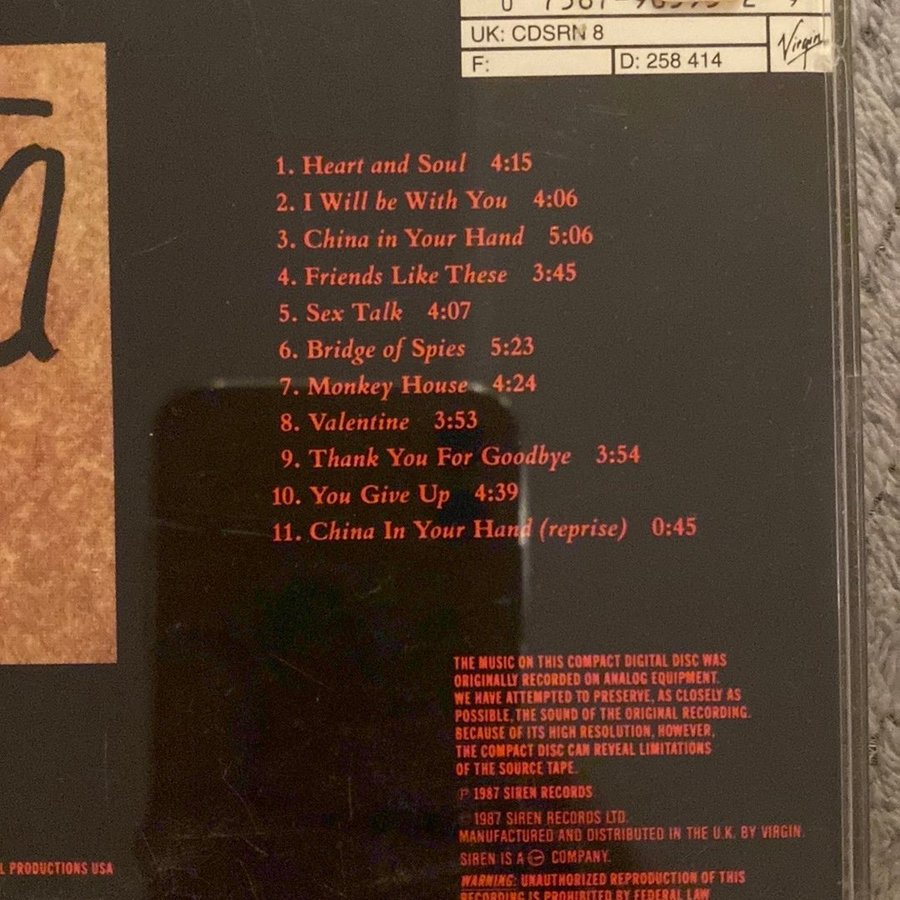 UK: CDSRN 8
Virgin
F:
D: 258 414
1. Heart and Soul 4:15
2. I Will be With You 4:06
3. China in Your Hand 5:06
4. Friends Like These 3:45
5. Sex Talk 4:07
6. Bridge of Spies 5:23
7. Monkey House 4:24
8. Valentine 3:53
9. Thank You For Goodbye 3:54
10. You Give Up 4:39
11. China In Your Hand (reprise) 0:45
THE MUSIC ON THIS COMPACT DIGITAL DISC WAS
ORIGINALLY RECORDED ON ANALOG EQUIPMENT.
WE HAVE ATTEMPTED TO PRESERVE, AS CLOSELY AS
POSSIBLE, THE SOUND OF THE ORIGINAL RECORDING.
BECAUSE OF ITS HIGH RESOLUTION, HOWEVER,
THE COMPACT DISC CAN REVEAL LIMITATIONS
OF THE SOURCE TAPE.
℗ 1987 SIREN RECORDS
© 1987 SIREN RECORDS LTD.
MANUFACTURED AND DISTRIBUTED IN THE U.K. BY VIRGIN.
SIREN IS A COMPANY.
WARNING: UNAUTHORIZED REPRODUCTION OF THIS
RECORDING IS PROHIBITED BY FEDERAL LAW
L PRODUCTIONS USA